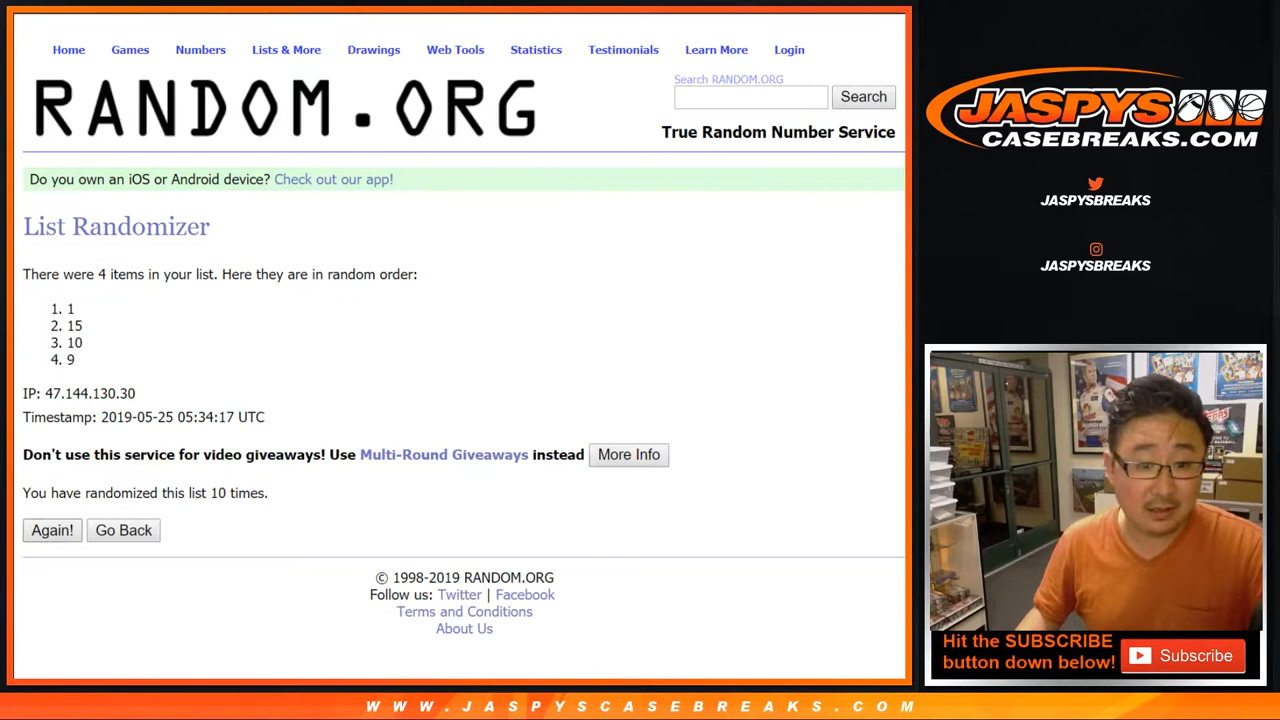 Home Games Numbers Lists & More Drawings Web Tools Statistics Testimonials Learn More Login
RANDOM.ORG
Search RANDOM.ORG
Search
True Random Number Service
Do you own an iOS or Android device? Check out our app!
List Randomizer
There were 4 items in your list. Here they are in random order:
1. 1
2. 15
3. 10
4. 9
IP: 47.144.130.30
Timestamp: 2019-05-25 05:34:17 UTC
Don't use this service for video giveaways! Use Multi-Round Giveaways instead More Info
You have randomized this list 10 times.
Again! Go Back
© 1998-2019 RANDOM.ORG
Follow us: Twitter | Facebook
Terms and Conditions
About Us
JASPYS
CASEBREAKS.COM
JASPYSBREAKS
JASPYSBREAKS
Hit the SUBSCRIBE
button down below!
Subscribe
WWW.JASPYSCASEBREAKS.COM